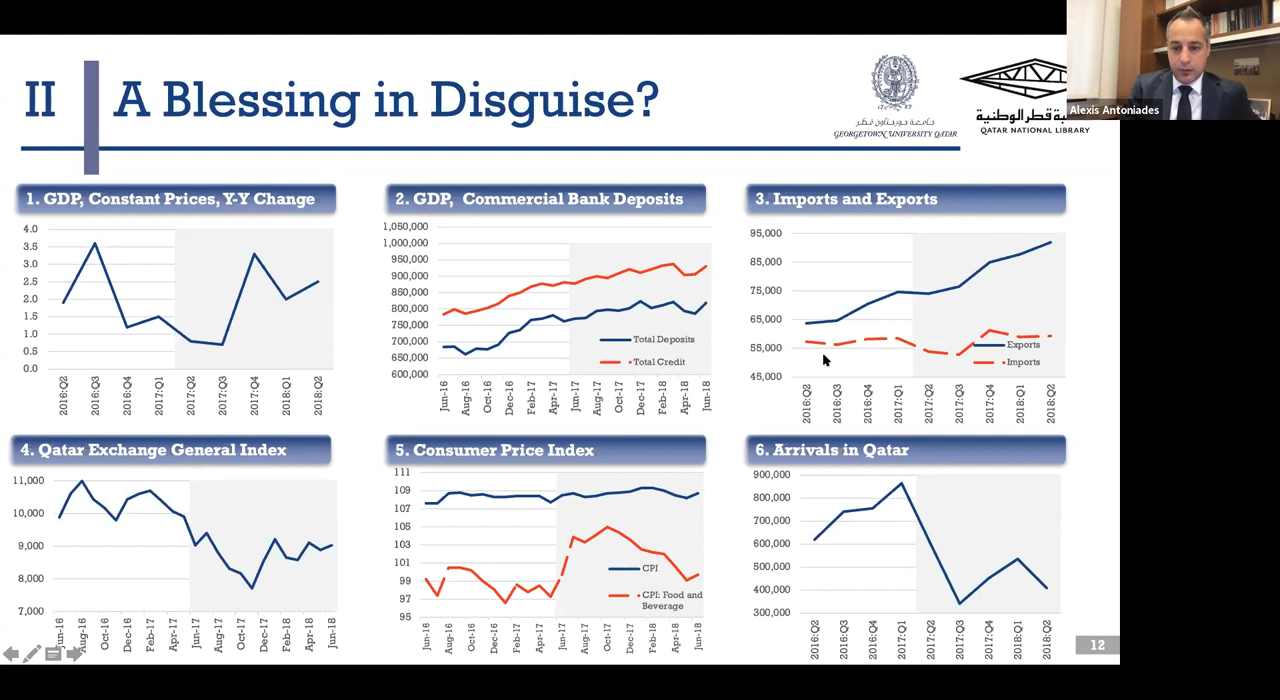 II A Blessing in Disguise?
جامعة جورجتاون قطر
GEORGETOWN UNIVERSITY QATAR
بة قطر الوطنية
QATAR NATIONAL LIBRARY
Alexis Antoniades
1. GDP, Constant Prices, Y-Y Change
4.0
3.5
3.0
2.5
2.0
1.5
1.0
0.5
0.0
2016:Q2
2016:Q3
2016:Q4
2017:Q1
2017:Q2
2017:Q3
2017:Q4
2018:Q1
2018:Q2
2. GDP, Commercial Bank Deposits
1,050,000
1,000,000
950,000
900,000
850,000
800,000
750,000
700,000
650,000
600,000
Total Deposits
Total Credit
Jun-16
Aug-16
Oct-16
Dec-16
Feb-17
Apr-17
Jun-17
Aug-17
Oct-17
Dec-17
Feb-18
Apr-18
Jun-18
3. Imports and Exports
95,000
85,000
75,000
65,000
55,000
45,000
Exports
Imports
2016:Q2
2016:Q3
2016:Q4
2017:Q1
2017:Q2
2017:Q3
2017:Q4
2018:Q1
2018:Q2
4. Qatar Exchange General Index
11,000
10,000
9,000
8,000
7,000
Jun-16
Aug-16
Oct-16
Dec-16
Feb-17
Apr-17
Jun-17
Aug-17
Oct-17
Dec-17
Feb-18
Apr-18
Jun-18
5. Consumer Price Index
111
109
107
105
103
101
99
97
95
CPI
CPI: Food and
Beverage
Jun-16
Aug-16
Oct-16
Dec-16
Feb-17
Apr-17
Jun-17
Aug-17
Oct-17
Dec-17
Feb-18
Apr-18
Jun-18
6. Arrivals in Qatar
900,000
800,000
700,000
600,000
500,000
400,000
300,000
2016:Q2
2016:Q3
2016:Q4
2017:Q1
2017:Q2
2017:Q3
2017:Q4
2018:Q1
2018:Q2
12